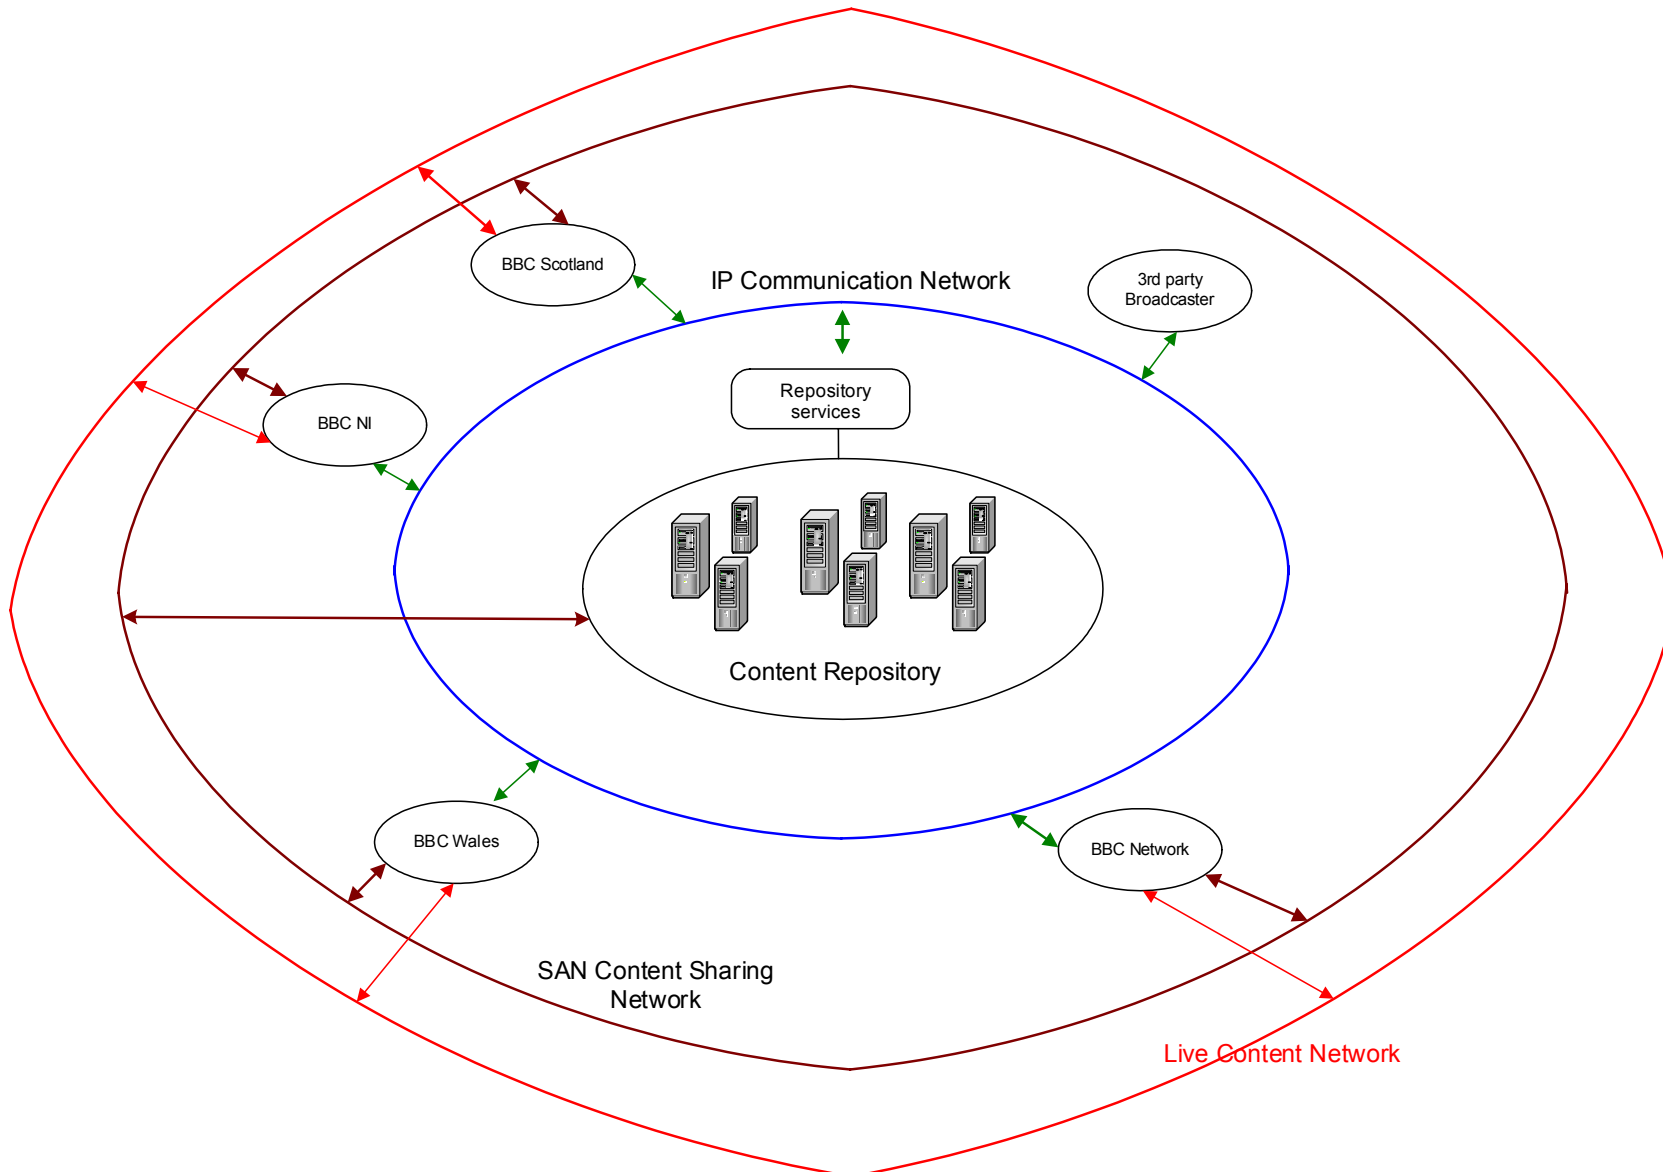 BBC Scotland
IP Communication Network
3rd party
Broadcaster
Repository
services
BBC NI
Content Repository
BBC Wales
BBC Network
SAN Content Sharing
Network
Live Content Network